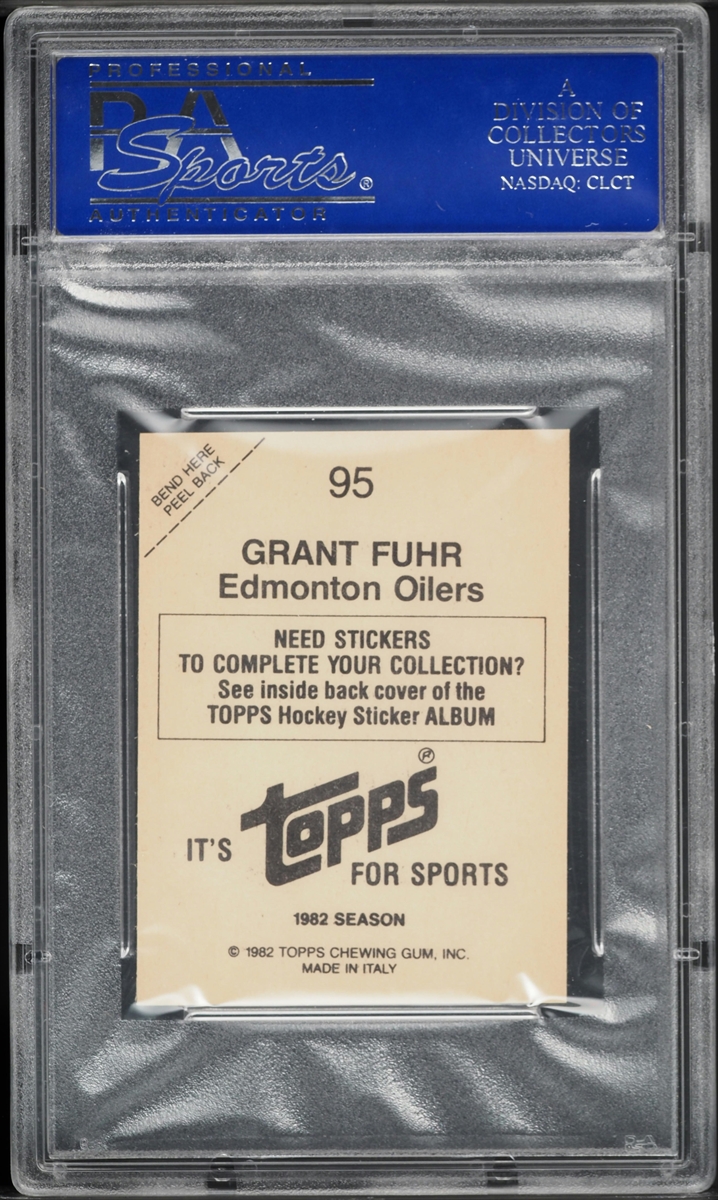 PROFESSIONAL
PSA
Sports®
AUTHENTICATOR
A
DIVISION OF
COLLECTORS
UNIVERSE
NASDAQ: CLCT
BEND HERE
PEEL BACK
95
GRANT FUHR
Edmonton Oilers
NEED STICKERS
TO COMPLETE YOUR COLLECTION?
See inside back cover of the
TOPPS Hockey Sticker ALBUM
IT'S topps® FOR SPORTS
1982 SEASON
© 1982 TOPPS CHEWING GUM, INC.
MADE IN ITALY